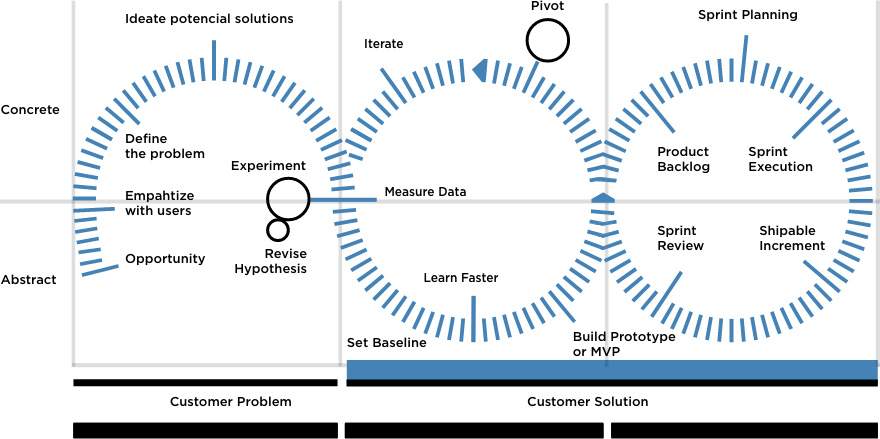 Pivot
Ideate potencial solutions
Sprint Planning
Iterate
Concrete
Define
the problem
Product
Backlog
Sprint
Execution
Experiment
Measure Data
Empahtize
with users
Sprint
Review
Shipable
Increment
Opportunity
Revise
Hypothesis
Abstract
Learn Faster
Set Baseline
Build Prototype
or MVP
Customer Problem
Customer Solution